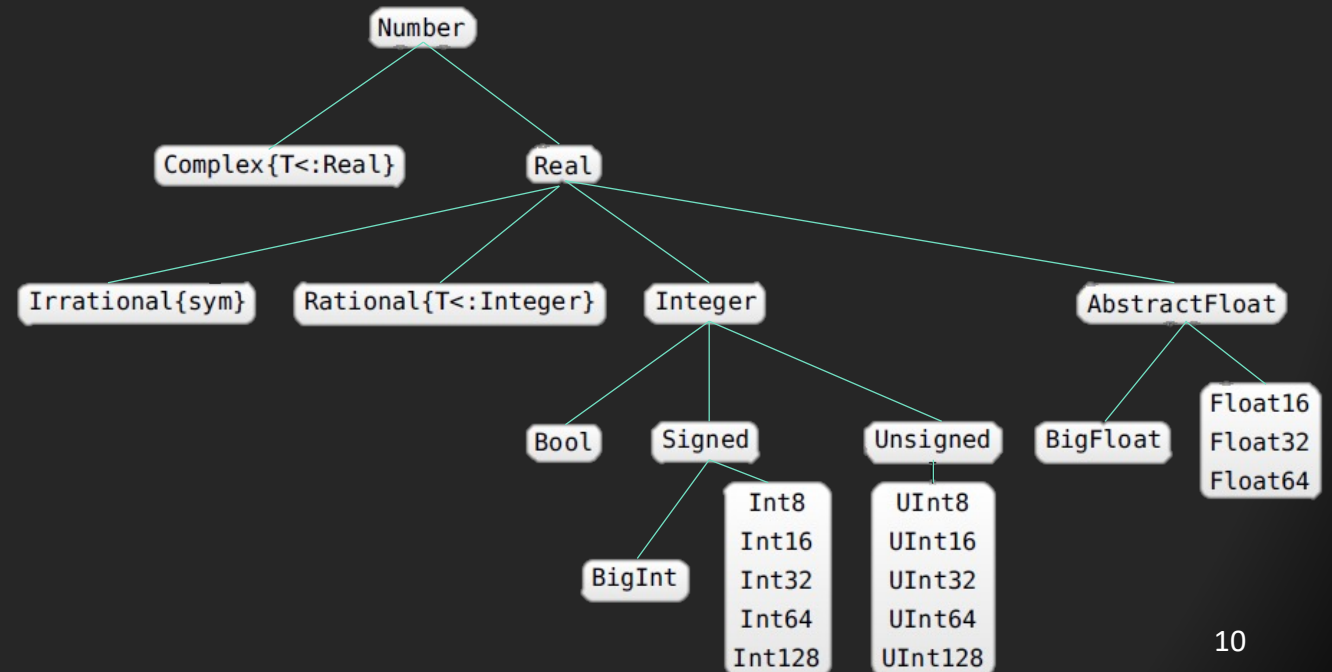 Number
Complex{T<:Real}
Real
Irrational{sym}
Rational{T<:Integer}
Integer
AbstractFloat
Bool
Signed
Unsigned
BigFloat
Float16
Float32
Float64
BigInt
Int8
Int16
Int32
Int64
Int128
UInt8
UInt16
UInt32
UInt64
UInt128
10